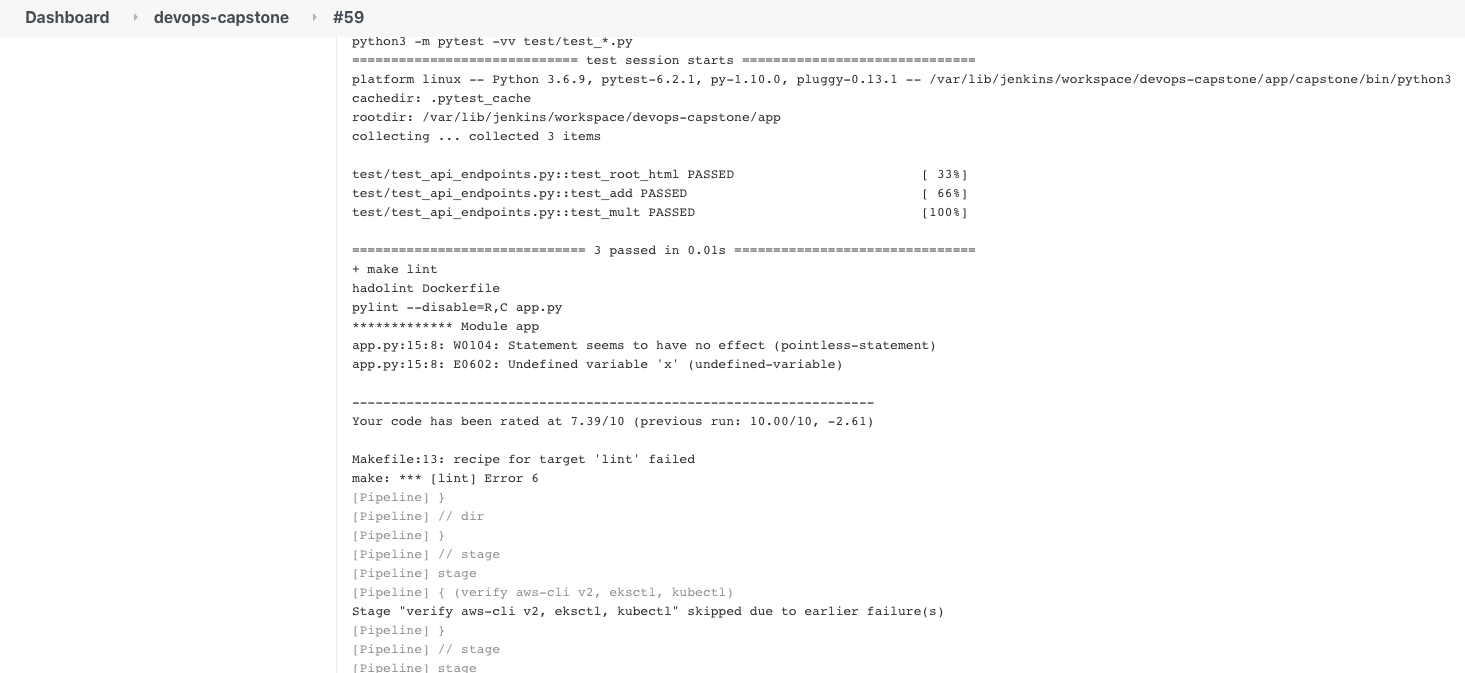 Dashboard devops-capstone #59
python3 -m pytest -vv test/test_*.py
============================= test session starts ==============================
platform linux -- Python 3.6.9, pytest-6.2.1, py-1.10.0, pluggy-0.13.1 -- /var/lib/jenkins/workspace/devops-capstone/app/capstone/bin/python3
cachedir: .pytest_cache
rootdir: /var/lib/jenkins/workspace/devops-capstone/app
collecting ... collected 3 items
test/test_api_endpoints.py::test_root_html PASSED [ 33%]
test/test_api_endpoints.py::test_add PASSED [ 66%]
test/test_api_endpoints.py::test_mult PASSED [100%]
============================== 3 passed in 0.01s ===============================
+ make lint
hadolint Dockerfile
pylint --disable=R,C app.py
************* Module app
app.py:15:8: W0104: Statement seems to have no effect (pointless-statement)
app.py:15:8: E0602: Undefined variable 'x' (undefined-variable)
-------------------------------------------------------------------
Your code has been rated at 7.39/10 (previous run: 10.00/10, -2.61)
Makefile:13: recipe for target 'lint' failed
make: *** [lint] Error 6
[Pipeline] }
[Pipeline] // dir
[Pipeline] }
[Pipeline] // stage
[Pipeline] stage
[Pipeline] { (verify aws-cli v2, eksctl, kubectl)
Stage "verify aws-cli v2, eksctl, kubectl" skipped due to earlier failure(s)
[Pipeline] }
[Pipeline] // stage
[Pipeline] stage